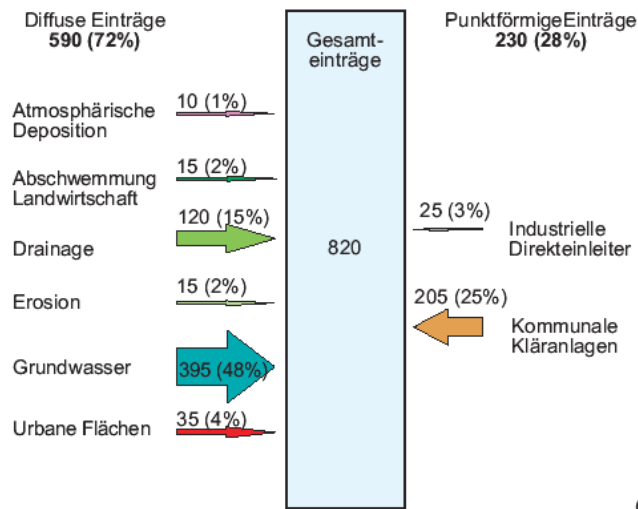 Diffuse Einträge
590 (72%)
Gesamt-
einträge
PunktförmigeEinträge
230 (28%)
10 (1%)
Atmosphärische
Deposition
15 (2%)
Abschwemmung
Landwirtschaft
120 (15%)
Drainage
15 (2%)
Erosion
395 (48%)
Grundwasser
35 (4%)
Urbane Flächen
820
25 (3%)
Industrielle
Direkteinleiter
205 (25%)
Kommunale
Kläranlagen